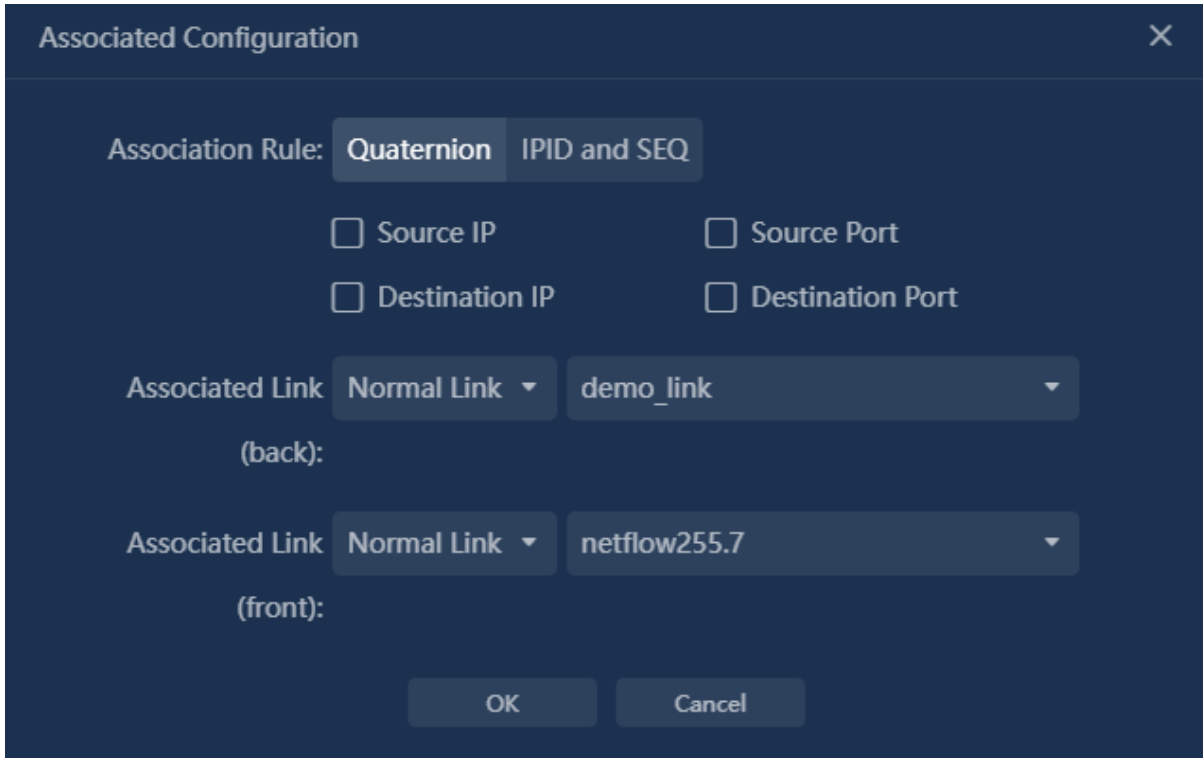 Associated Configuration
Association Rule: Quaternion IPID and SEQ
Source IP Source Port
Destination IP Destination Port
Associated Link Normal Link demo_link
(back):
Associated Link Normal Link netflow255.7
(front):
OK Cancel